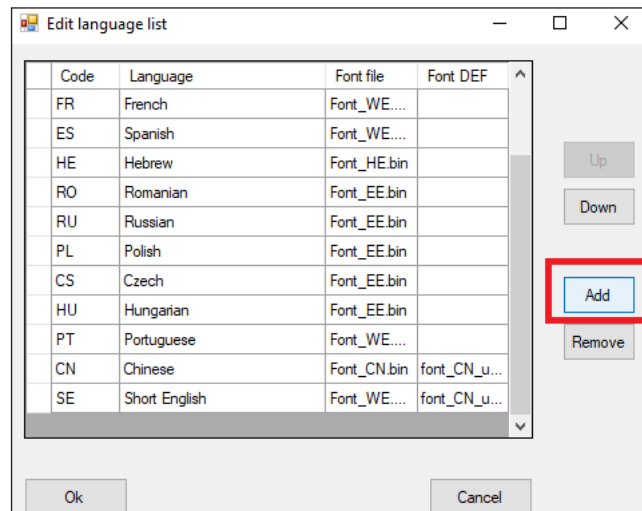 Edit language list
Code Language Font file Font DEF
FR French Font_WE....
ES Spanish Font_WE....
HE Hebrew Font_HE.bin
RO Romanian Font_EE.bin
RU Russian Font_EE.bin
PL Polish Font_EE.bin
CS Czech Font_EE.bin
HU Hungarian Font_EE.bin
PT Portuguese Font_WE....
CN Chinese Font_CN.bin font_CN_u...
SE Short English Font_WE.... font_CN_u...
Up
Down
Add
Remove
Ok Cancel